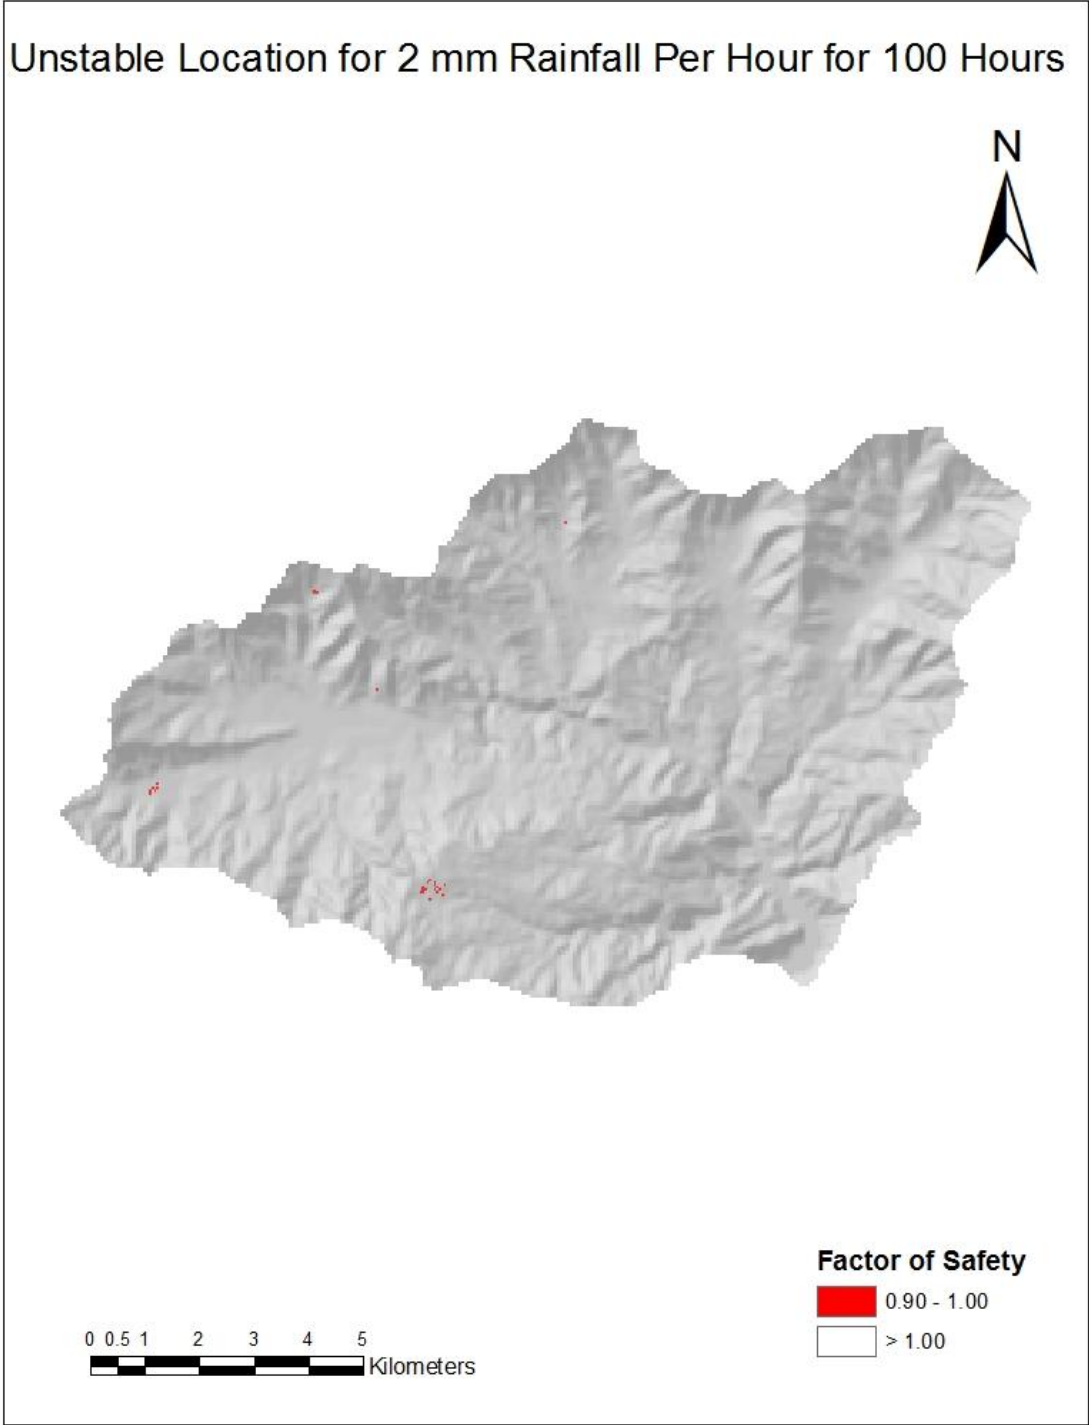 Unstable Location for 2 mm Rainfall Per Hour for 100 Hours
N
Factor of Safety
0.90 - 1.00
> 1.00
0 0.5 1 2 3 4 5
Kilometers